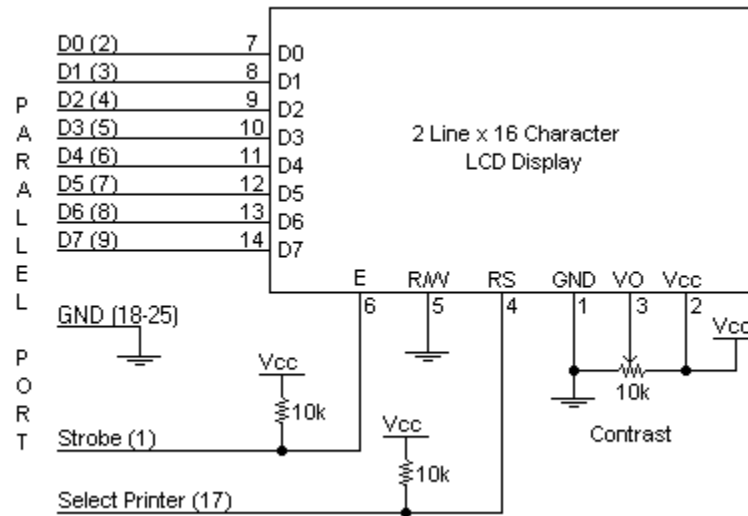 D0 (2) 7 D0
D1 (3) 8 D1
D2 (4) 9 D2
D3 (5) 10 D3
D4 (6) 11 D4
D5 (7) 12 D5
D6 (8) 13 D6
D7 (9) 14 D7
PARALLEL PORT
2 Line x 16 Character
LCD Display
E R/W RS GND VO Vcc
6 5 4 1 3 2
Vcc
GND (18-25)
Vcc
10k
10k
Contrast
Strobe (1)
Vcc
10k
Select Printer (17)